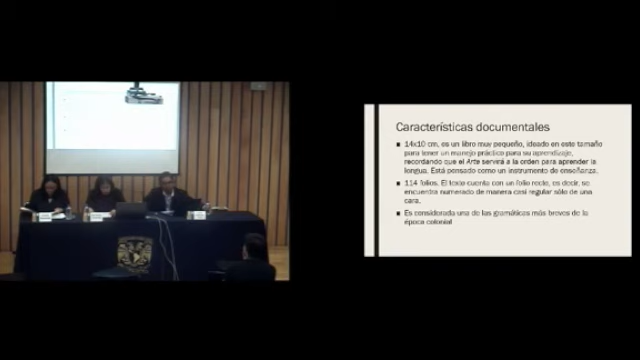 Características documentales
14x10 cm, es un libro muy pequeño, ideado en este tamaño
para tener un manejo práctico para su aprendizaje,
recordando que el Arte servirá a la orden para aprender la
lengua. Está pensado como un instrumento de enseñanza.
114 folios. El texto cuenta con un folio recto, es decir, se
encuentra numerado de manera casi regular sólo de una
cara.
Es considerada una de las gramáticas más breves de la
época colonial